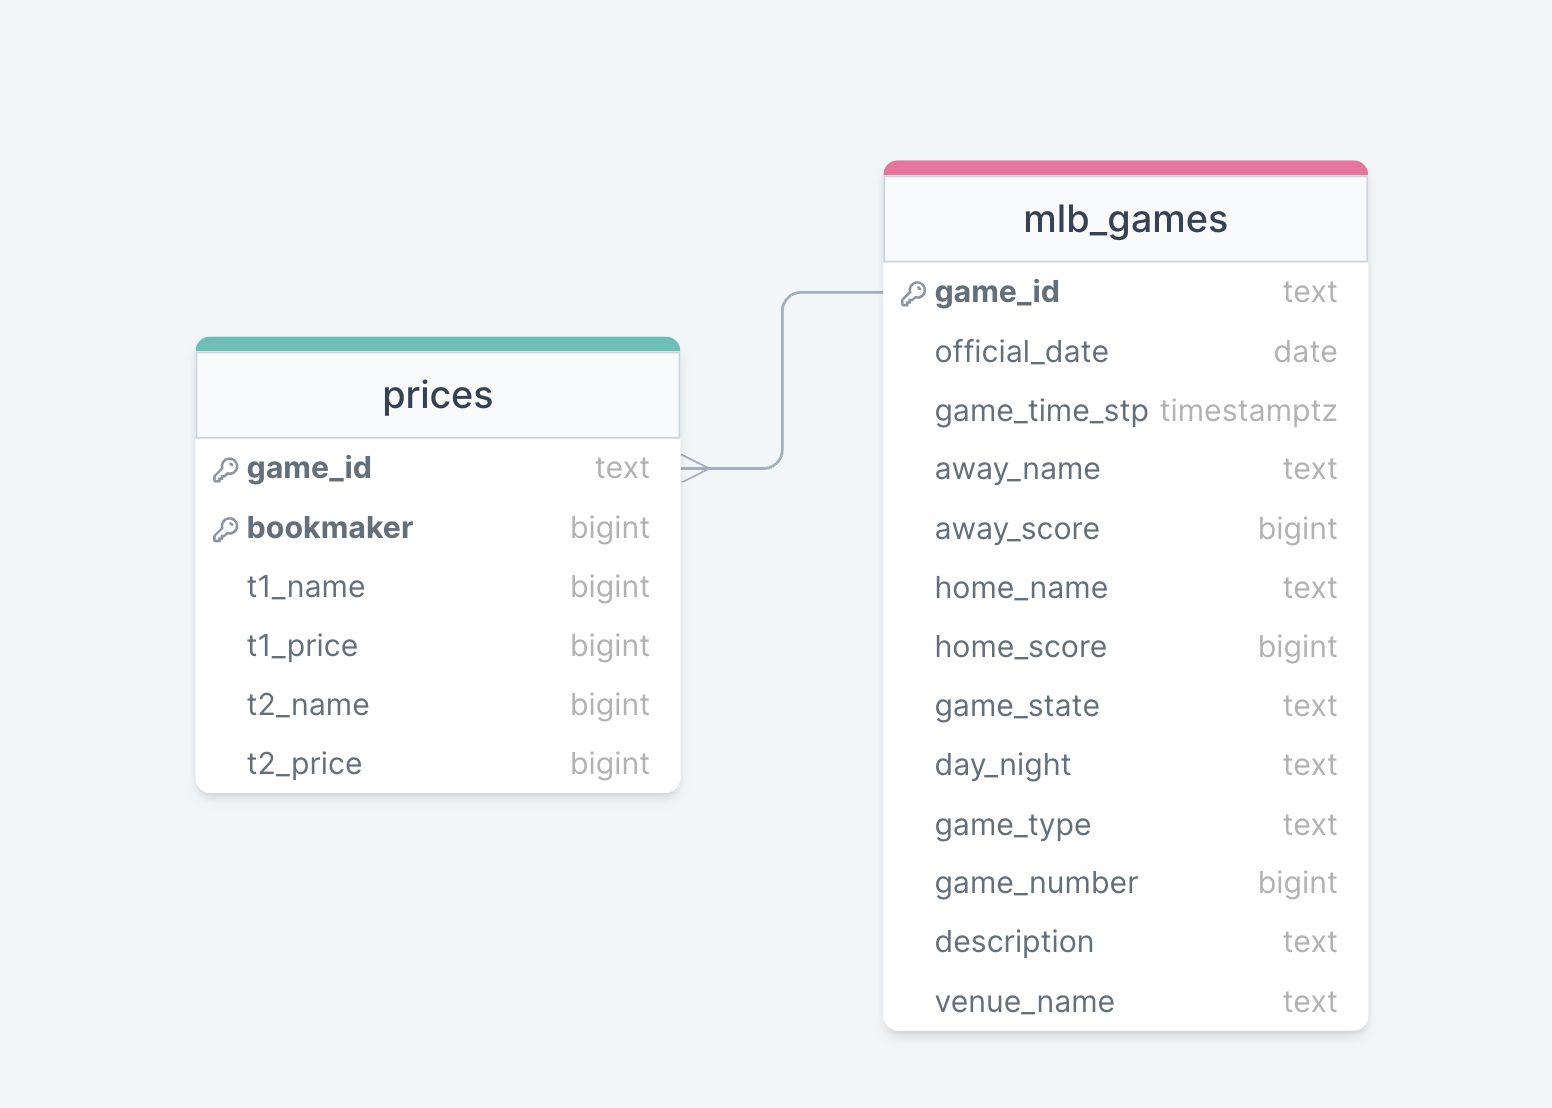 prices
game_id text
bookmaker bigint
t1_name bigint
t1_price bigint
t2_name bigint
t2_price bigint
mlb_games
game_id text
official_date date
game_time_stp timestamptz
away_name text
away_score bigint
home_name text
home_score bigint
game_state text
day_night text
game_type text
game_number bigint
description text
venue_name text